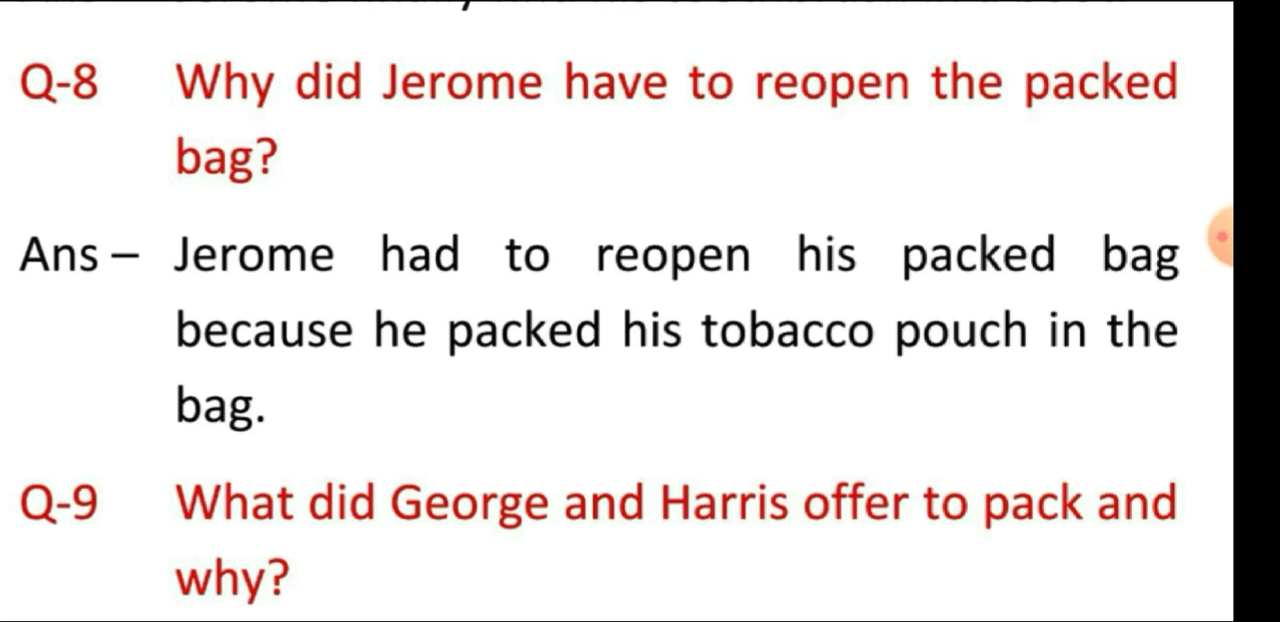 Q-8 Why did Jerome have to reopen the packed
bag?
Ans – Jerome had to reopen his packed bag
because he packed his tobacco pouch in the
bag.
Q-9 What did George and Harris offer to pack and
why?